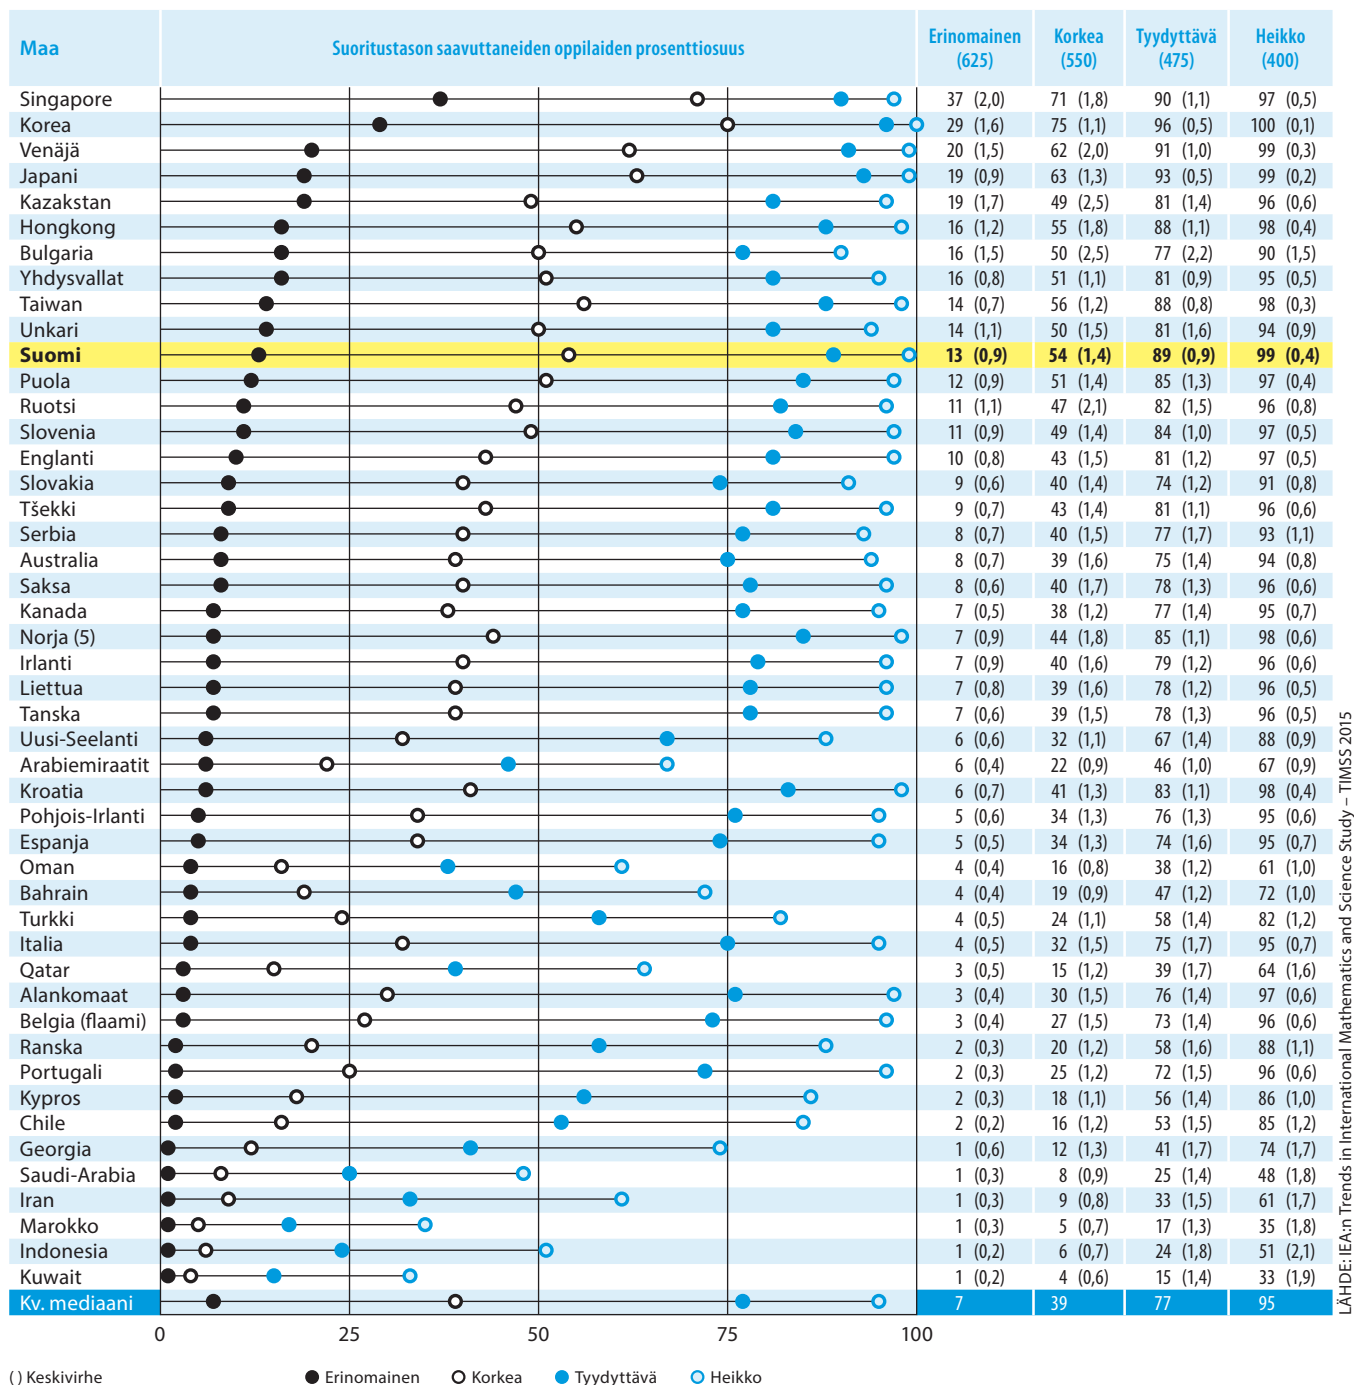 Maa Suoritustason saavuttaneiden oppilaiden prosenttiosuus Erinomainen (625) Korkea (550) Tyydyttävä (475) Heikko (400)
Singapore 37 (2,0) 71 (1,8) 90 (1,1) 97 (0,5)
Korea 29 (1,6) 75 (1,1) 96 (0,5) 100 (0,1)
Venäjä 20 (1,5) 62 (2,0) 91 (1,0) 99 (0,3)
Japani 19 (0,9) 63 (1,3) 93 (0,5) 99 (0,2)
Kazakstan 19 (1,7) 49 (2,5) 81 (1,4) 96 (0,6)
Hongkong 16 (1,2) 55 (1,8) 88 (1,1) 98 (0,4)
Bulgaria 16 (1,5) 50 (2,5) 77 (2,2) 90 (1,5)
Yhdysvallat 16 (0,8) 51 (1,1) 81 (0,9) 95 (0,5)
Taiwan 14 (0,7) 56 (1,2) 88 (0,8) 98 (0,3)
Unkari 14 (1,1) 50 (1,5) 81 (1,6) 94 (0,9)
Suomi 13 (0,9) 54 (1,4) 89 (0,9) 99 (0,4)
Puola 12 (0,9) 51 (1,4) 85 (1,3) 97 (0,4)
Ruotsi 11 (1,1) 47 (2,1) 82 (1,5) 96 (0,8)
Slovenia 11 (0,9) 49 (1,4) 84 (1,0) 97 (0,5)
Englanti 10 (0,8) 43 (1,5) 81 (1,2) 97 (0,5)
Slovakia 9 (0,6) 40 (1,4) 74 (1,2) 91 (0,8)
Tšekki 9 (0,7) 43 (1,4) 81 (1,1) 96 (0,6)
Serbia 8 (0,7) 40 (1,5) 77 (1,7) 93 (1,1)
Australia 8 (0,7) 39 (1,6) 75 (1,4) 94 (0,8)
Saksa 8 (0,6) 40 (1,7) 78 (1,3) 96 (0,6)
Kanada 7 (0,5) 38 (1,2) 77 (1,4) 95 (0,7)
Norja (5) 7 (0,9) 44 (1,8) 85 (1,1) 98 (0,6)
Irlanti 7 (0,9) 40 (1,6) 79 (1,2) 96 (0,6)
Liettua 7 (0,8) 39 (1,6) 78 (1,2) 96 (0,5)
Tanska 7 (0,6) 39 (1,5) 78 (1,3) 96 (0,5)
Uusi-Seelanti 6 (0,6) 32 (1,1) 67 (1,4) 88 (0,9)
Arabiemiraatit 6 (0,4) 22 (0,9) 46 (1,0) 67 (0,9)
Kroatia 6 (0,7) 41 (1,3) 83 (1,1) 98 (0,4)
Pohjois-Irlanti 5 (0,6) 34 (1,3) 76 (1,3) 95 (0,6)
Espanja 5 (0,5) 34 (1,3) 74 (1,6) 95 (0,7)
Oman 4 (0,4) 16 (0,8) 38 (1,2) 61 (1,0)
Bahrain 4 (0,4) 19 (0,9) 47 (1,2) 72 (1,0)
Turkki 4 (0,5) 24 (1,1) 58 (1,4) 82 (1,2)
Italia 4 (0,5) 32 (1,5) 75 (1,7) 95 (0,7)
Qatar 3 (0,5) 15 (1,2) 39 (1,7) 64 (1,6)
Alankomaat 3 (0,4) 30 (1,5) 76 (1,4) 97 (0,6)
Belgia (flaami) 3 (0,4) 27 (1,5) 73 (1,4) 96 (0,6)
Ranska 2 (0,3) 20 (1,2) 58 (1,6) 88 (1,1)
Portugali 2 (0,3) 25 (1,2) 72 (1,5) 96 (0,6)
Kypros 2 (0,3) 18 (1,1) 56 (1,4) 86 (1,0)
Chile 2 (0,2) 16 (1,2) 53 (1,5) 85 (1,2)
Georgia 1 (0,6) 12 (1,3) 41 (1,7) 74 (1,7)
Saudi-Arabia 1 (0,3) 8 (0,9) 25 (1,4) 48 (1,8)
Iran 1 (0,3) 9 (0,8) 33 (1,5) 61 (1,7)
Marokko 1 (0,3) 5 (0,7) 17 (1,3) 35 (1,8)
Indonesia 1 (0,2) 6 (0,7) 24 (1,8) 51 (2,1)
Kuwait 1 (0,2) 4 (0,6) 15 (1,4) 33 (1,9)
Kv. mediaani 7 39 77 95
0 25 50 75 100
( ) Keskivirhe Erinomainen Korkea Tyydyttävä Heikko
LÄHDE: IEA:n Trends in International Mathematics and Science Study – TIMSS 2015